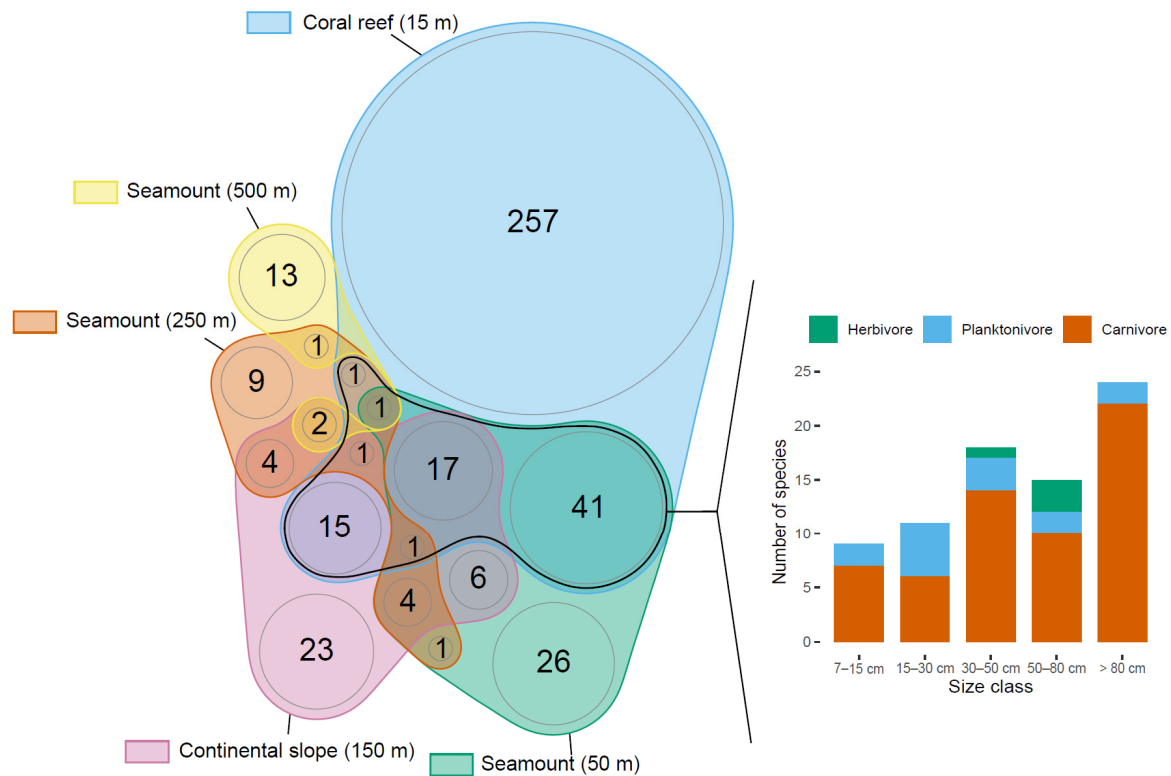 Coral reef (15 m)
257
Seamount (500 m)
13
Seamount (250 m)
1
9
1
1
2
1
4
17
15
41
1
6
4
23
1
26
Continental slope (150 m)
Seamount (50 m)
Herbivore Planktonivore Carnivore
Number of species
25
20
15
10
5
0
7–15 cm 15–30 cm 30–50 cm 50–80 cm > 80 cm
Size class